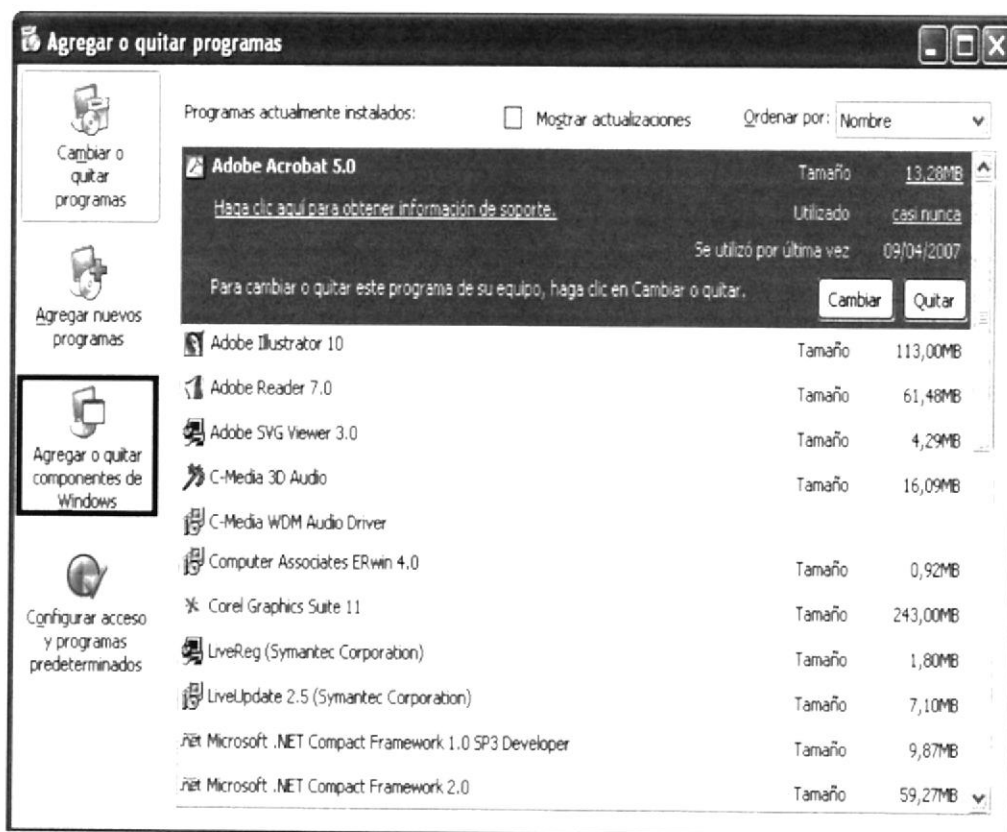 Agregar o quitar programas
Cambiar o
quitar
programas
Agregar nuevos
programas
Agregar o quitar
componentes de
Windows
Configurar acceso
y programas
predeterminados
Programas actualmente instalados:
Mostrar actualizaciones
Ordenar por: Nombre
Adobe Acrobat 5.0 Tamaño 13,28MB
Haga clic aquí para obtener información de soporte. Utilizado casi nunca
Se utilizó por última vez 09/04/2007
Para cambiar o quitar este programa de su equipo, haga clic en Cambiar o quitar. Cambiar Quitar
Adobe Illustrator 10 Tamaño 113,00MB
Adobe Reader 7.0 Tamaño 61,48MB
Adobe SVG Viewer 3.0 Tamaño 4,29MB
C-Media 3D Audio Tamaño 16,09MB
C-Media WDM Audio Driver
Computer Associates ERwin 4.0 Tamaño 0,92MB
Corel Graphics Suite 11 Tamaño 243,00MB
LiveReg (Symantec Corporation) Tamaño 1,80MB
LiveUpdate 2.5 (Symantec Corporation) Tamaño 7,10MB
.net Microsoft .NET Compact Framework 1.0 SP3 Developer Tamaño 9,87MB
.net Microsoft .NET Compact Framework 2.0 Tamaño 59,27MB